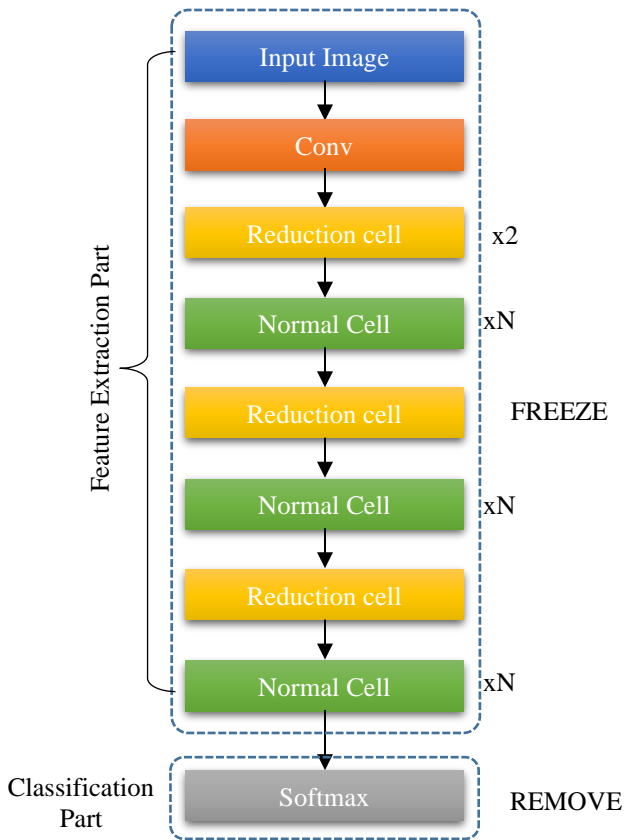 Input Image
Conv
Reduction cell
x2
Normal Cell
xN
Feature Extraction Part
Reduction cell
FREEZE
Normal Cell
xN
Reduction cell
Normal Cell
xN
Classification
Part
Softmax
REMOVE